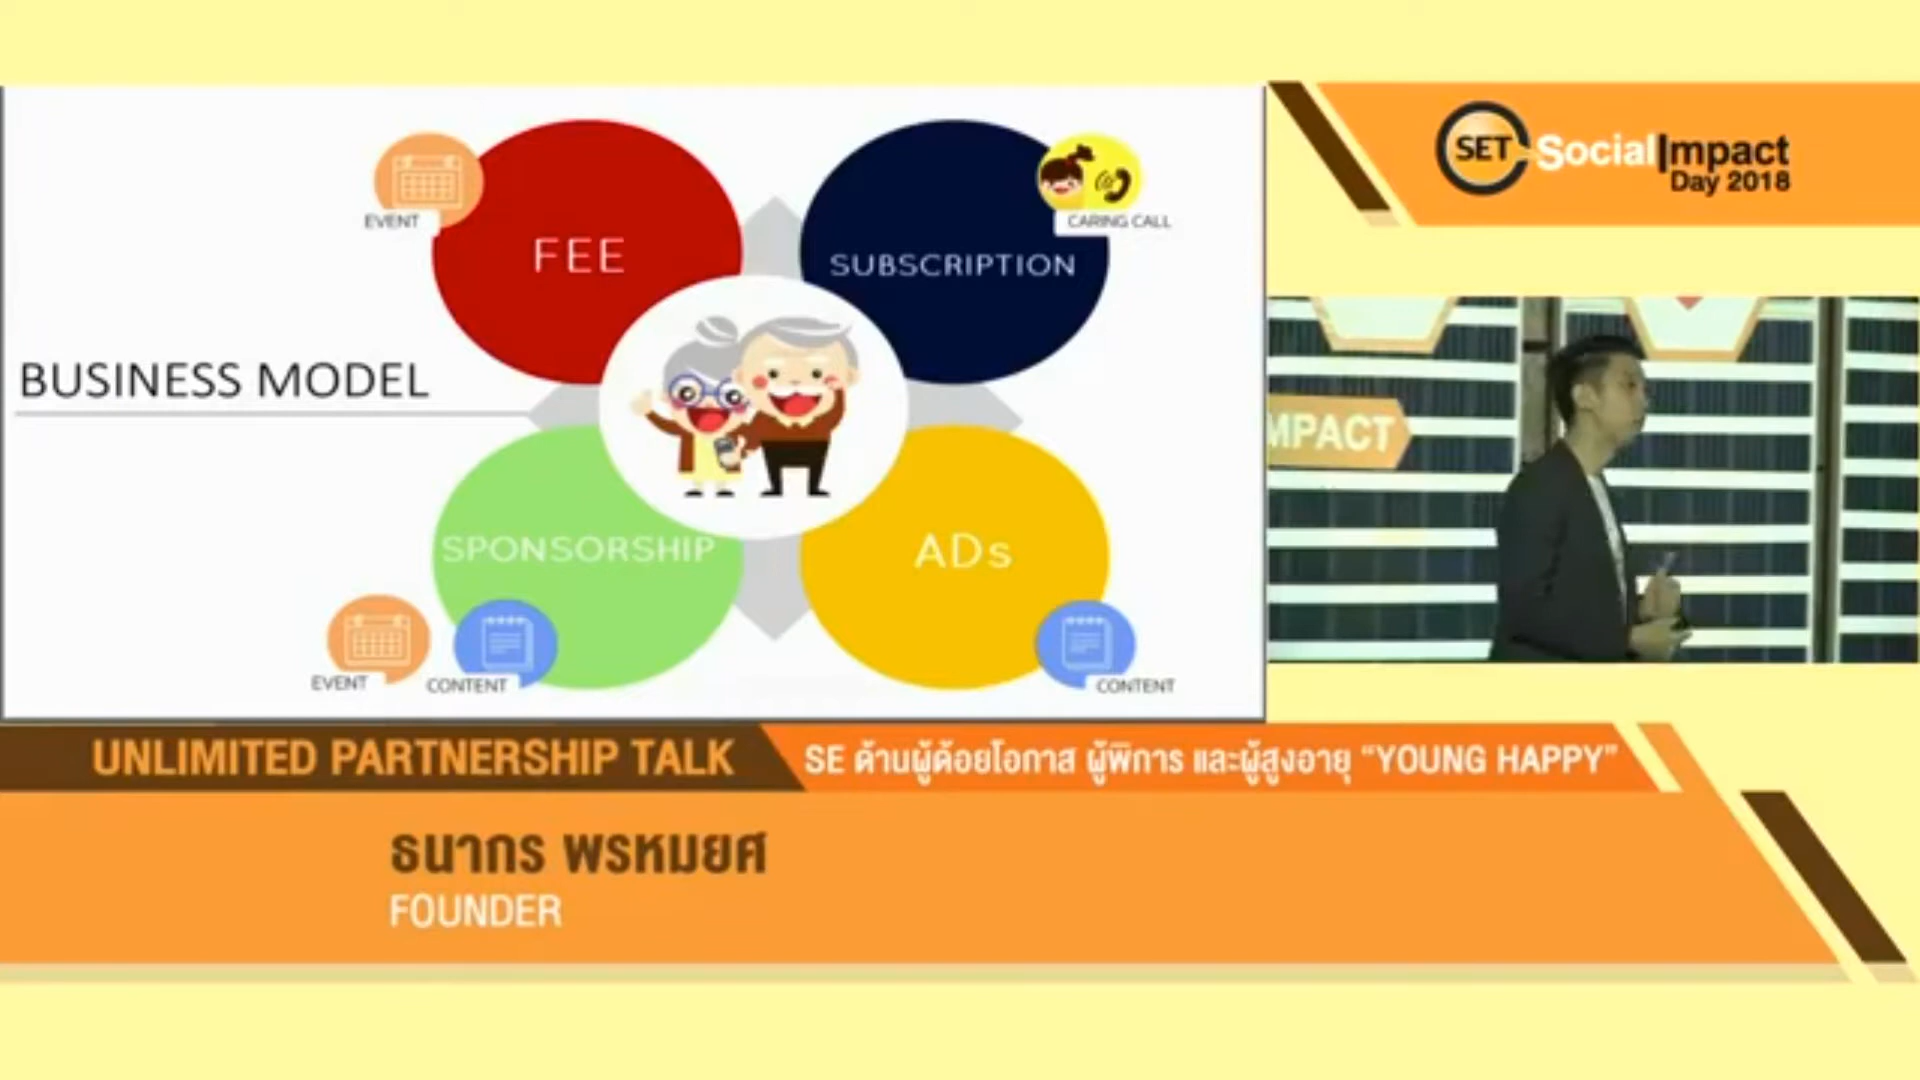 EVENT
FEE
SUBSCRIPTION
CARING CALL
BUSINESS MODEL
SPONSORSHIP
ADs
EVENT
CONTENT
CONTENT
SET Social Impact
Day 2018
MPACT
UNLIMITED PARTNERSHIP TALK
SE ด้านผู้ด้อยโอกาส ผู้พิการ และผู้สูงอายุ “YOUNG HAPPY”
ธนากร พรหมยศ
FOUNDER